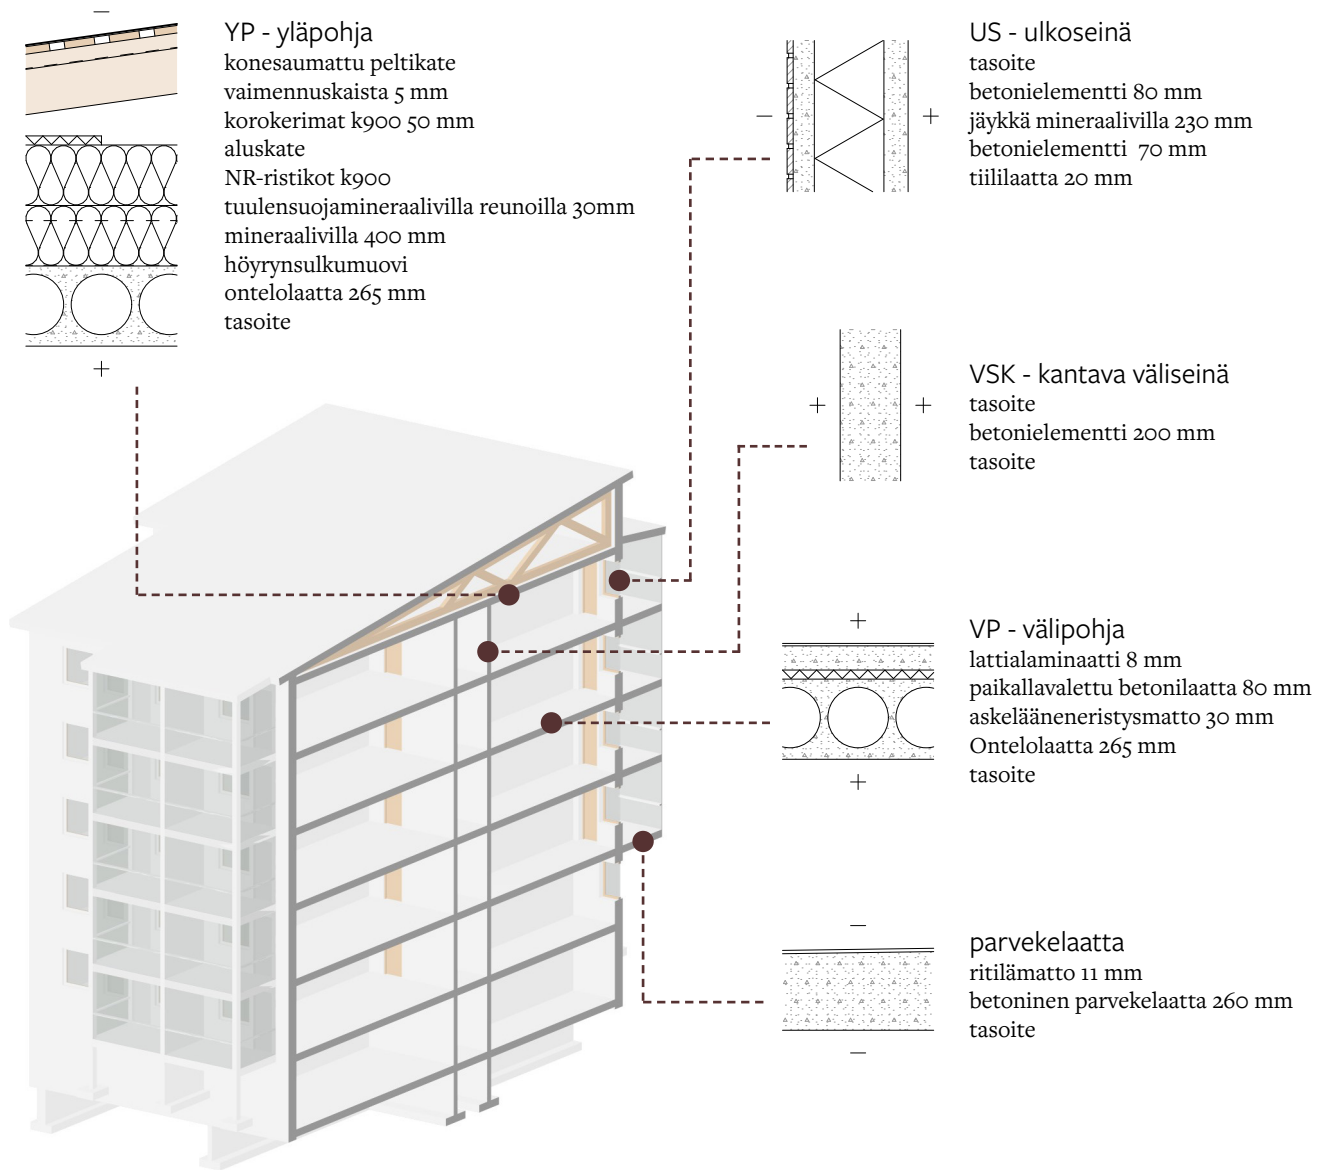 YP - yläpohja
konesaumattu peltikate
vaimennuskaista 5 mm
korokerimat k900 50 mm
aluskate
NR-ristikot k900
tuulensuojamineraalivilla reunoilla 30mm
mineraalivilla 400 mm
höyrynsulkumuovi
ontelolaatta 265 mm
tasoite
US - ulkoseinä
tasoite
betonielementti 80 mm
jäykkä mineraalivilla 230 mm
betonielementti 70 mm
tiililaatta 20 mm
VSK - kantava väliseinä
tasoite
betonielementti 200 mm
tasoite
VP - välipohja
lattialaminaatti 8 mm
paikallavalettu betonilaatta 80 mm
askelääneneristysmatto 30 mm
Ontelolaatta 265 mm
tasoite
parvekelaatta
ritilämatto 11 mm
betoninen parvekelaatta 260 mm
tasoite